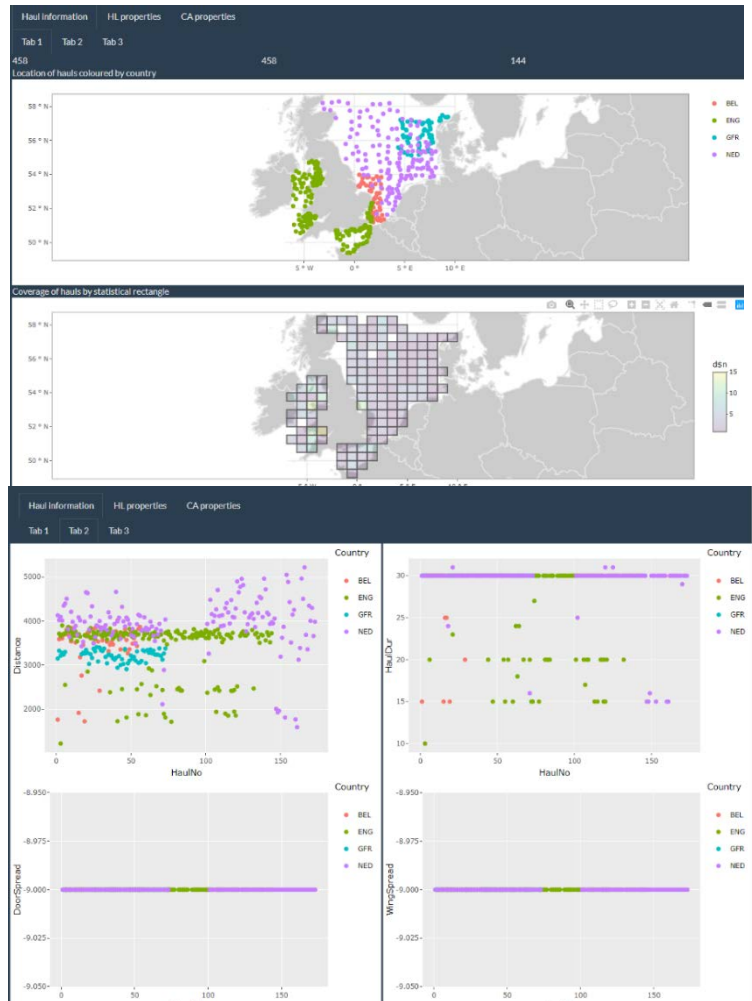 Haul information HL properties CA properties
Tab 1 Tab 2 Tab 3
458 458 144
Location of hauls coloured by country
58 ° N
56 ° N
54 ° N
52 ° N
50 ° N
5 ° W 0 ° 5 ° E 10 ° E
BEL
ENG
GFR
NED
Coverage of hauls by statistical rectangle
58 ° N
56 ° N
54 ° N
52 ° N
50 ° N
d$n
15
10
5
Haul information HL properties CA properties
Tab 1 Tab 2 Tab 3
Country
BEL
ENG
GFR
NED
Distance
5000
4000
3000
2000
0 50 100 150
HaulNo
Country
BEL
ENG
GFR
NED
HaulDur
30
25
20
15
10
0 50 100 150
HaulNo
Country
BEL
ENG
GFR
NED
DoorSpread
-8.950
-8.975
-9.000
-9.025
-9.050
0 50 100 150
Country
BEL
ENG
GFR
NED
WingSpread
-8.950
-8.975
-9.000
-9.025
-9.050
0 50 100 150